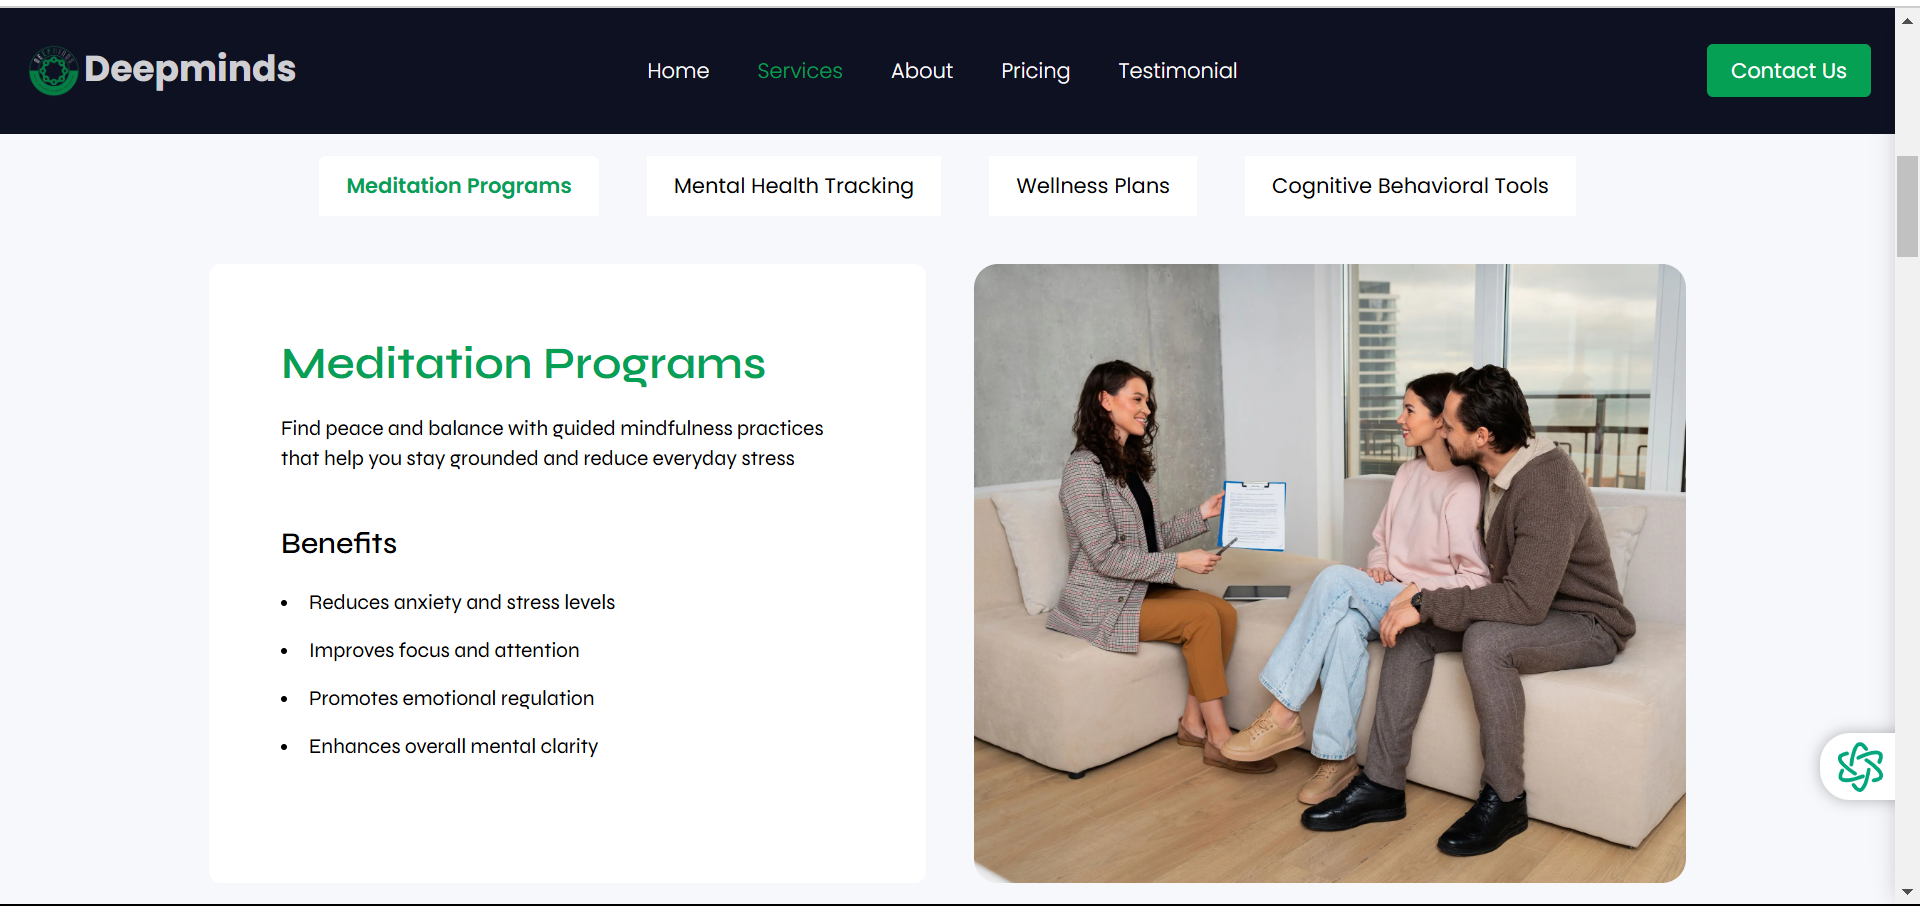 Deepminds
Home
Services
About
Pricing
Testimonial
Contact Us
Meditation Programs
Mental Health Tracking
Wellness Plans
Cognitive Behavioral Tools
Meditation Programs
Find peace and balance with guided mindfulness practices
that help you stay grounded and reduce everyday stress
Benefits
• Reduces anxiety and stress levels
• Improves focus and attention
• Promotes emotional regulation
• Enhances overall mental clarity